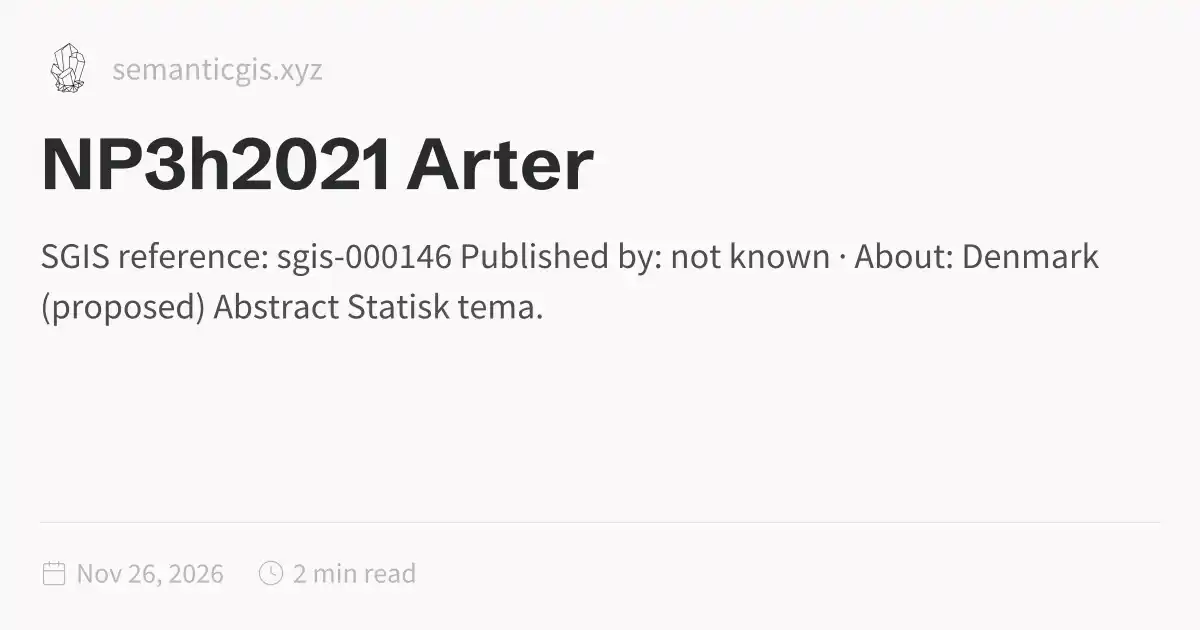 semanticgis.xyz
NP3h2021 Arter
SGIS reference: sgis-000146 Published by: not known · About: Denmark
(proposed) Abstract Statisk tema.
Nov 26, 2026 2 min read